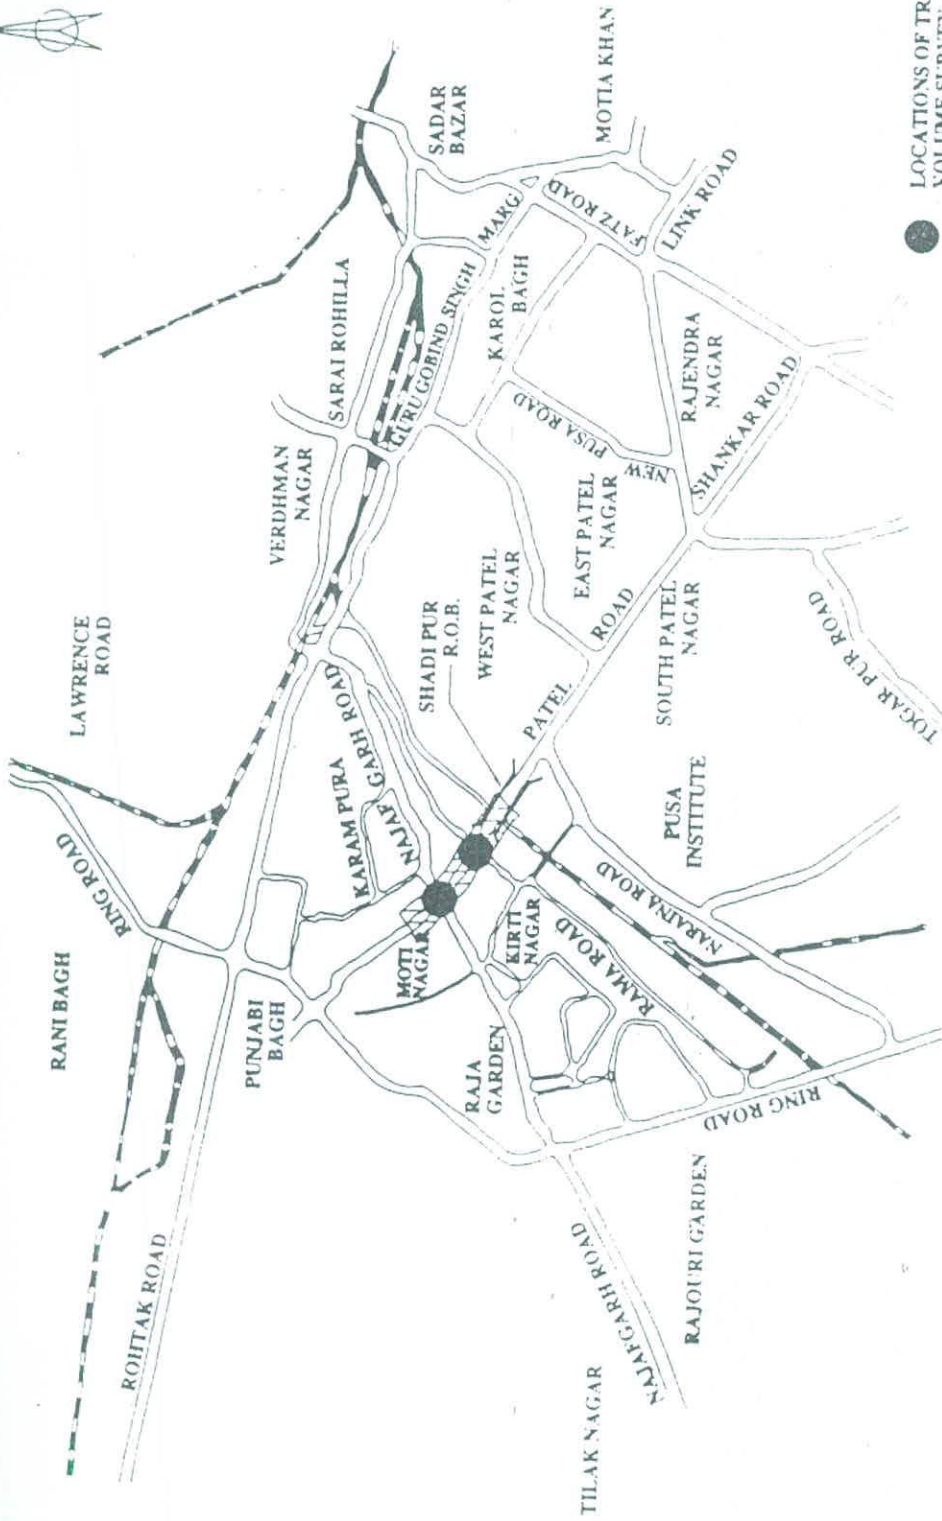 RANI BAGH
LAWRENCE
ROAD
RING ROAD
ROHTAK ROAD
PUNJABI
BAGH
VERDHMAN
NAGAR
SARAI ROHILLA
SADAR
BAZAR
MOTIA KHAN
KARAM PURA
NAJAF GARH ROAD
GURU GOBIND SINGH MARG
KAROL
BAGH
FATZ ROAD
LINK ROAD
MOTI
NAGAR
SHADI PUR
R.O.B.
WEST PATEL
NAGAR
NEW PUSA ROAD
RAJENDRA
NAGAR
RAJA
GARDEN
KIRTI
NAGAR
EAST PATEL
NAGAR
PATEL ROAD
SHANKAR ROAD
RAMA ROAD
NARAINA ROAD
PUSA
INSTITUTE
SOUTH PATEL
NAGAR
TILAK NAGAR
NAJAFGARH ROAD
RAJOURI GARDEN
RING ROAD
TOGAR PUR ROAD
LOCATIONS OF TR
VOLUME SURVEY